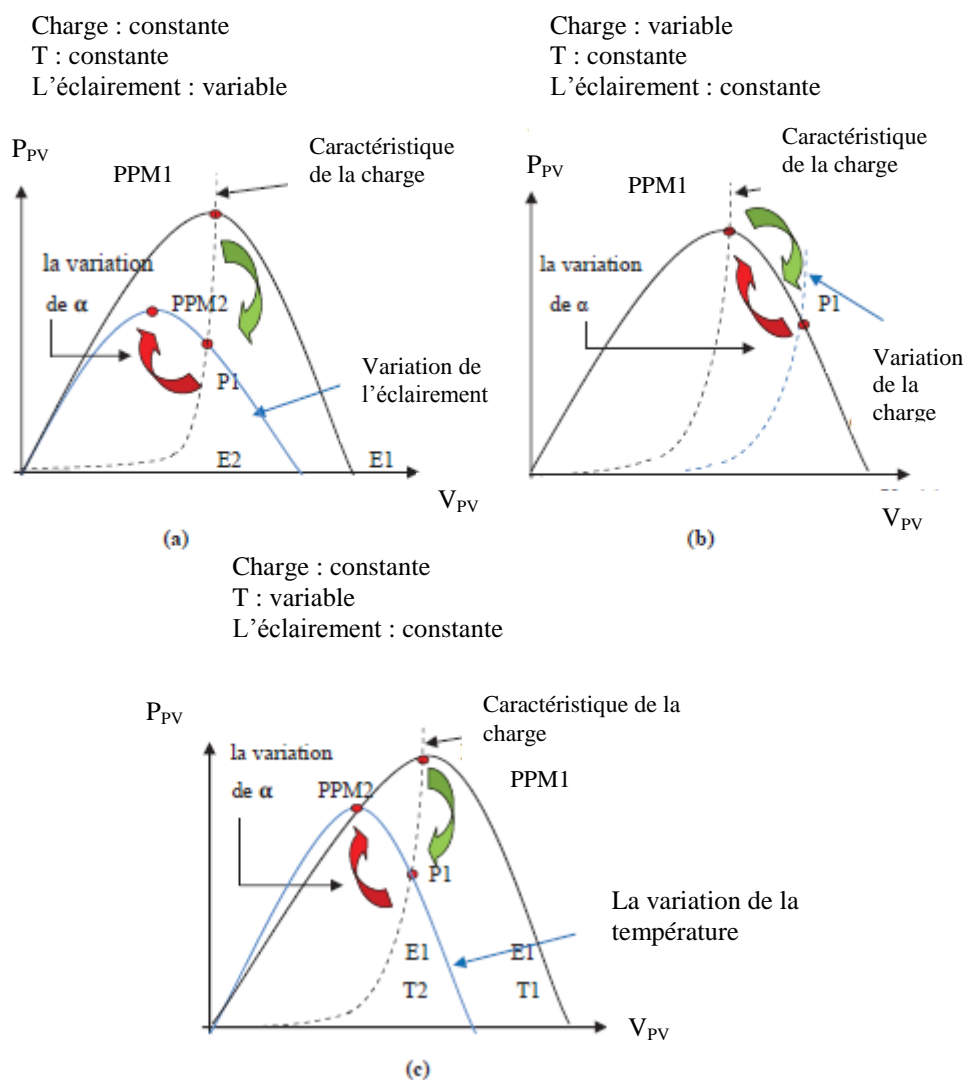 Charge : constante
T : constante
L'éclairement : variable
P_PV
PPM1
Caractéristique
de la charge
la variation
de α
PPM2
P1
Variation de
l'éclairement
E2
E1
V_PV
(a)
Charge : variable
T : constante
L'éclairement : constante
P_PV
PPM1
Caractéristique
de la charge
la variation
de α
P1
Variation
de la
charge
V_PV
(b)
Charge : constante
T : variable
L'éclairement : constante
P_PV
Caractéristique de la
charge
la variation
de α
PPM2
PPM1
P1
La variation de la
température
E1
T2
E1
T1
V_PV
(c)